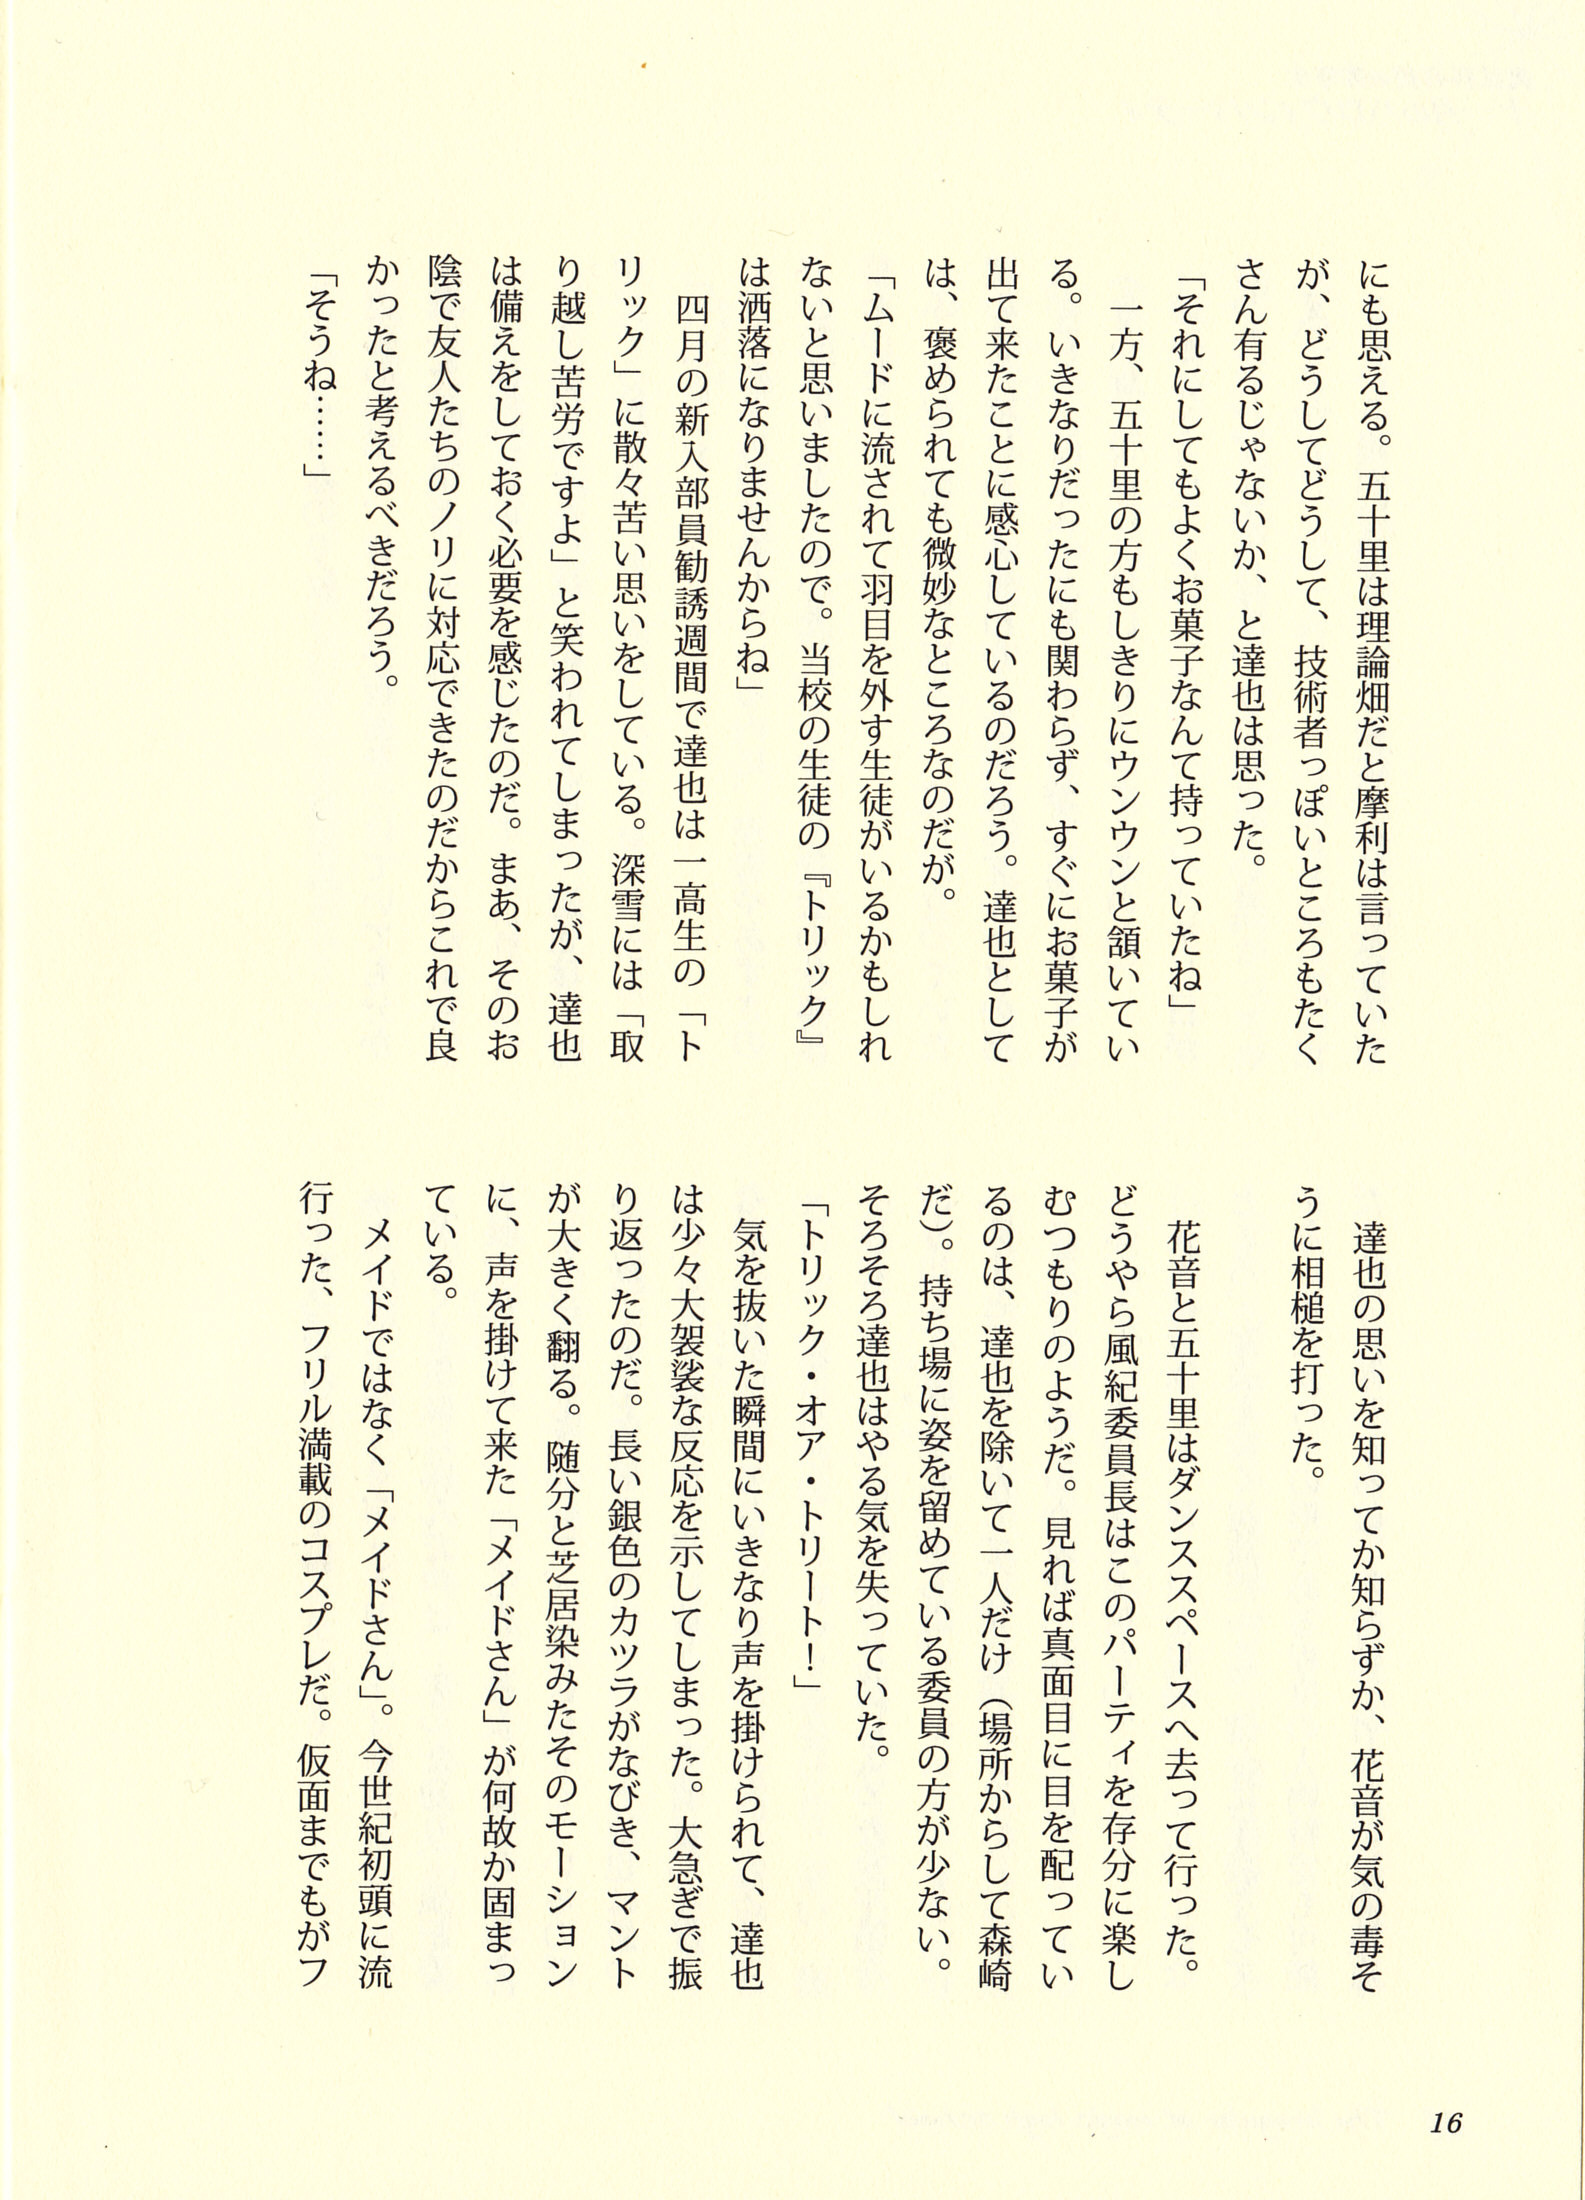 にも思える。五十里は理論畑だと摩利は言っていた
が、どうしてどうして、技術者っぽいところもたく
さん有るじゃないか、と達也は思った。
「それにしてもよくお菓子なんて持っていたね」
　一方、五十里の方もしきりにウンウンと頷いてい
る。いきなりだったにも関わらず、すぐにお菓子が
出て来たことに感心しているのだろう。達也として
は、褒められても微妙なところなのだが。
「ムードに流されて羽目を外す生徒がいるかもしれ
ないと思いましたので。当校の生徒の『トリック』
は洒落になりませんからね」
　四月の新入部員勧誘週間で達也は一高生の「ト
リック」に散々苦い思いをしている。深雪には「取
り越し苦労ですよ」と笑われてしまったが、達也
は備えをしておく必要を感じたのだ。まあ、そのお
陰で友人たちのノリに対応できたのだからこれで良
かったと考えるべきだろう。
「そうね……」
　達也の思いを知ってか知らずか、花音が気の毒そ
うに相槌を打った。
　花音と五十里はダンススペースへ去って行った。
どうやら風紀委員長はこのパーティを存分に楽し
むつもりのようだ。見れば真面目に目を配ってい
るのは、達也を除いて一人だけ（場所からして森崎
だ）。持ち場に姿を留めている委員の方が少ない。
そろそろ達也はやる気を失っていた。
「トリック・オア・トリート！」
　気を抜いた瞬間にいきなり声を掛けられて、達也
は少々大袈裟な反応を示してしまった。大急ぎで振
り返ったのだ。長い銀色のカツラがなびき、マント
が大きく翻る。随分と芝居染みたそのモーション
に、声を掛けて来た「メイドさん」が何故か固まっ
ている。
　メイドではなく「メイドさん」。今世紀初頭に流
行った、フリル満載のコスプレだ。仮面までもがフ
16